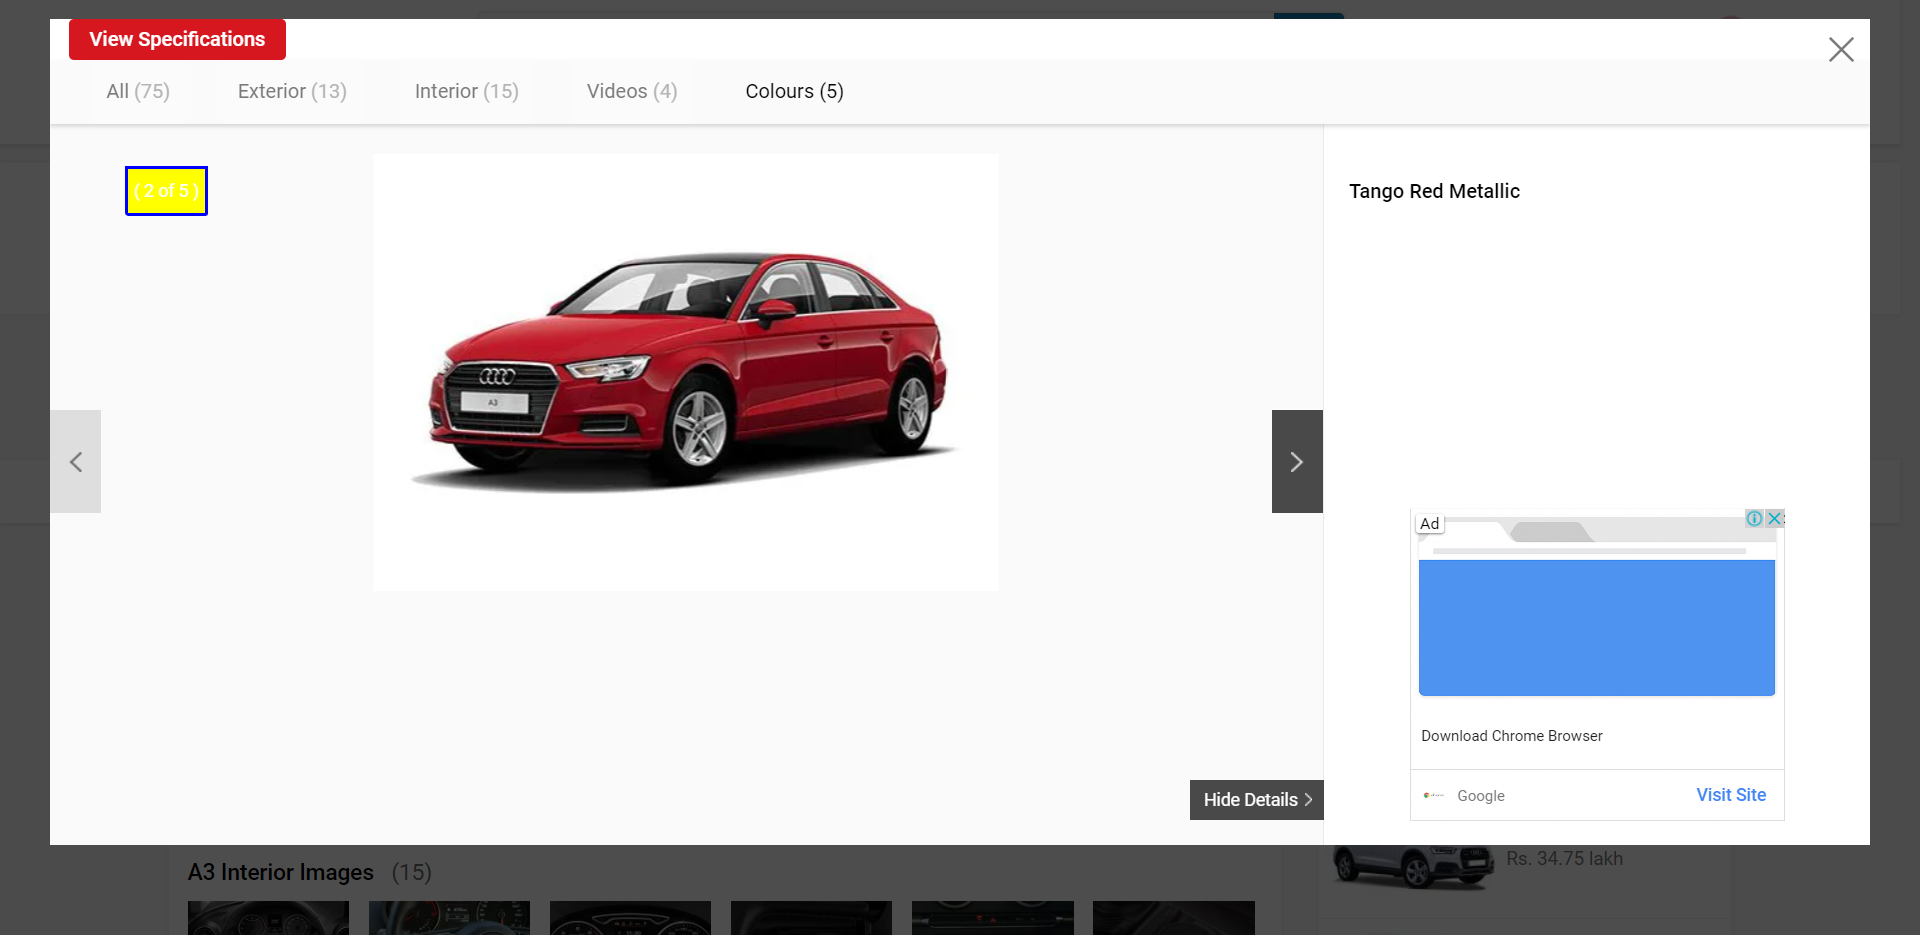 View Specifications
All (75)
Exterior (13)
Interior (15)
Videos (4)
Colours (5)
( 2 of 5 )
Tango Red Metallic
A3
Ad
Download Chrome Browser
Google
Visit Site
Hide Details
A3 Interior Images (15)
Rs. 34.75 lakh